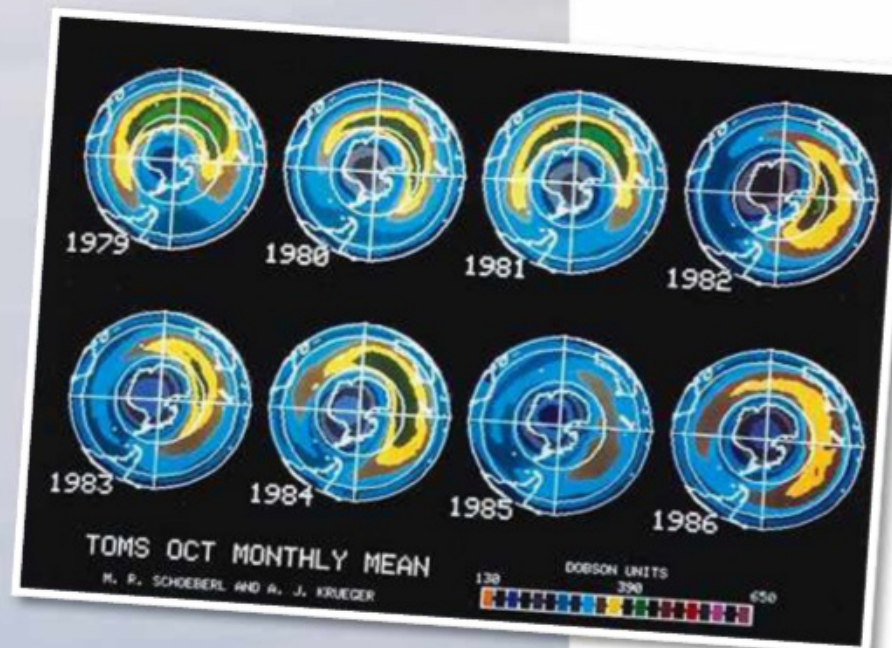 1979
1980
1981
1982
1983
1984
1985
1986
TOMS OCT MONTHLY MEAN
M. R. SCHOEBERL AND A. J. KRUEGER
DOBSON UNITS
130 390 650